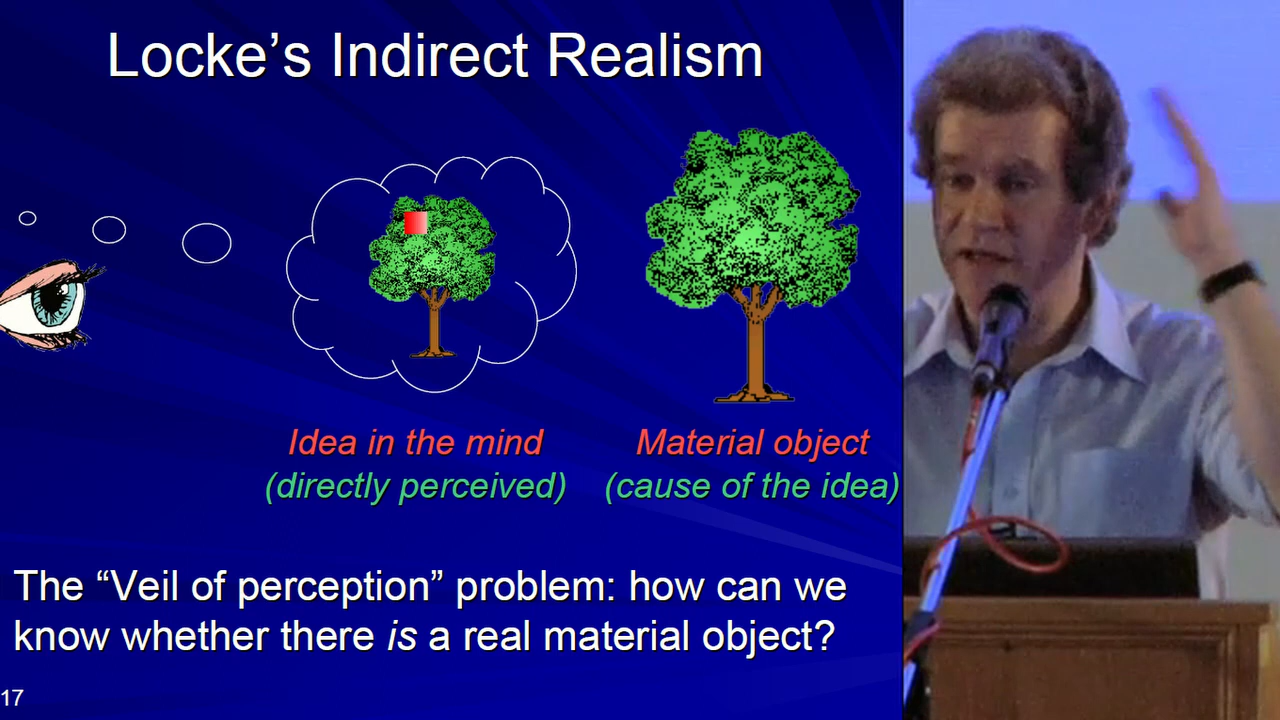 Locke’s Indirect Realism
Idea in the mind
(directly perceived)
Material object
(cause of the idea)
The “Veil of perception” problem: how can we
know whether there is a real material object?
17